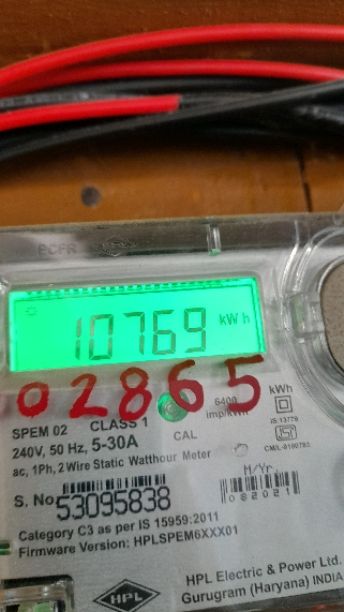 10769 kWh
02865
6400 imp/kWh
kWh
IS 13779
SPEM 02 CLASS 1
240V, 50 Hz, 5-30A CAL
CM/L-0100783
ac, 1Ph, 2 Wire Static Watthour Meter
M/Yr.
S. No. 53095838
082021
Category C3 as per IS 15959:2011
Firmware Version: HPLSPEM6XXX01
HPL
HPL Electric & Power Ltd.
Gurugram (Haryana) INDIA